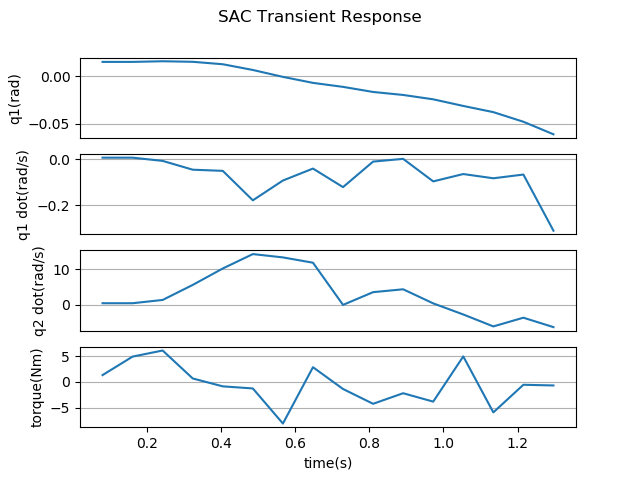 SAC Transient Response
q1(rad)
0.00
−0.05
q1 dot(rad/s)
0.0
−0.2
q2 dot(rad/s)
10
0
torque(Nm)
5
0
−5
0.2 0.4 0.6 0.8 1.0 1.2
time(s)